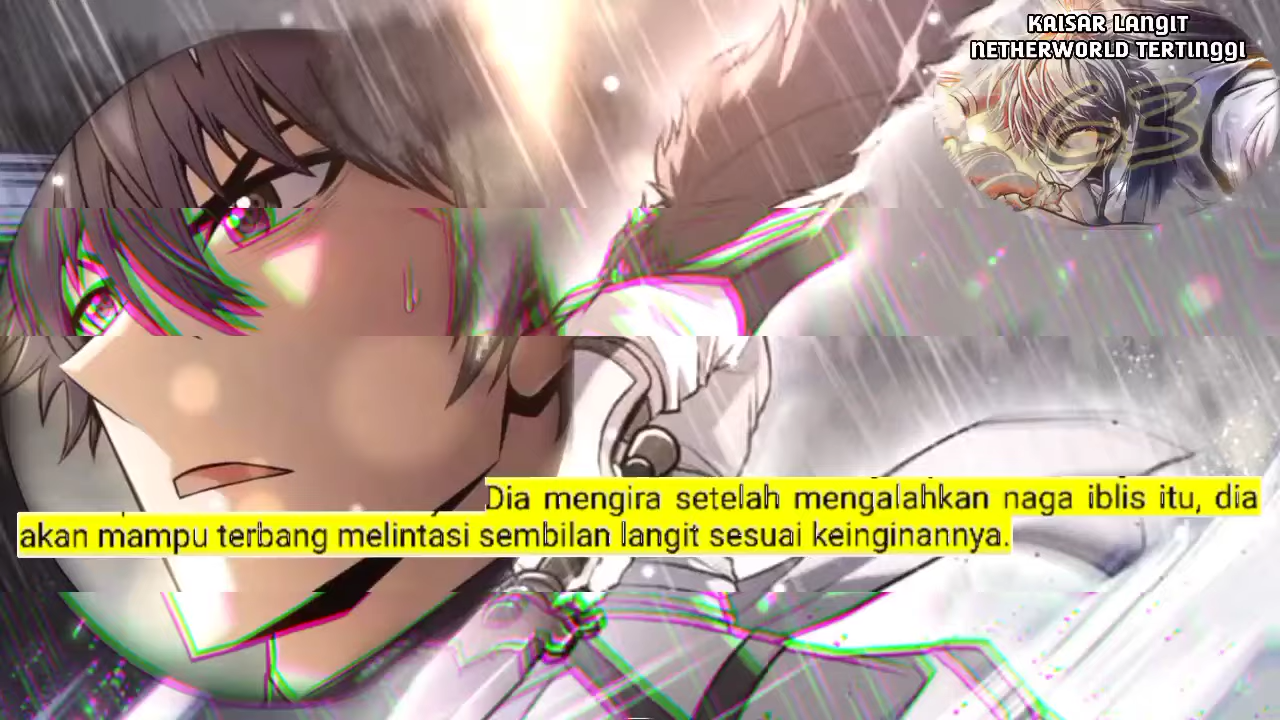 KAISAR LANGIT
NETHERWORLD TERTINGGI
63
Dia mengira setelah mengalahkan naga iblis itu, dia
akan mampu terbang melintasi sembilan langit sesuai keinginannya.